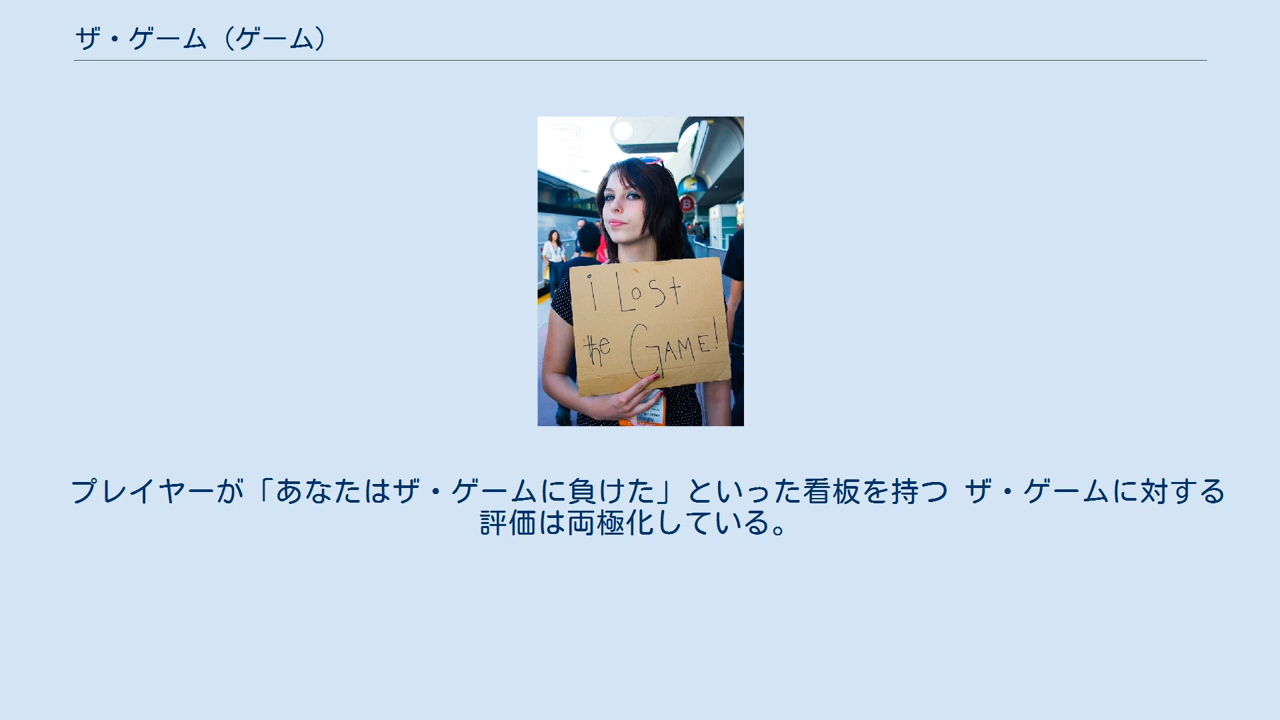 ザ・ゲーム（ゲーム）
B
i Lost
the GAME!
プレイヤーが「あなたはザ・ゲームに負けた」といった看板を持つ ザ・ゲームに対する
評価は両極化している。